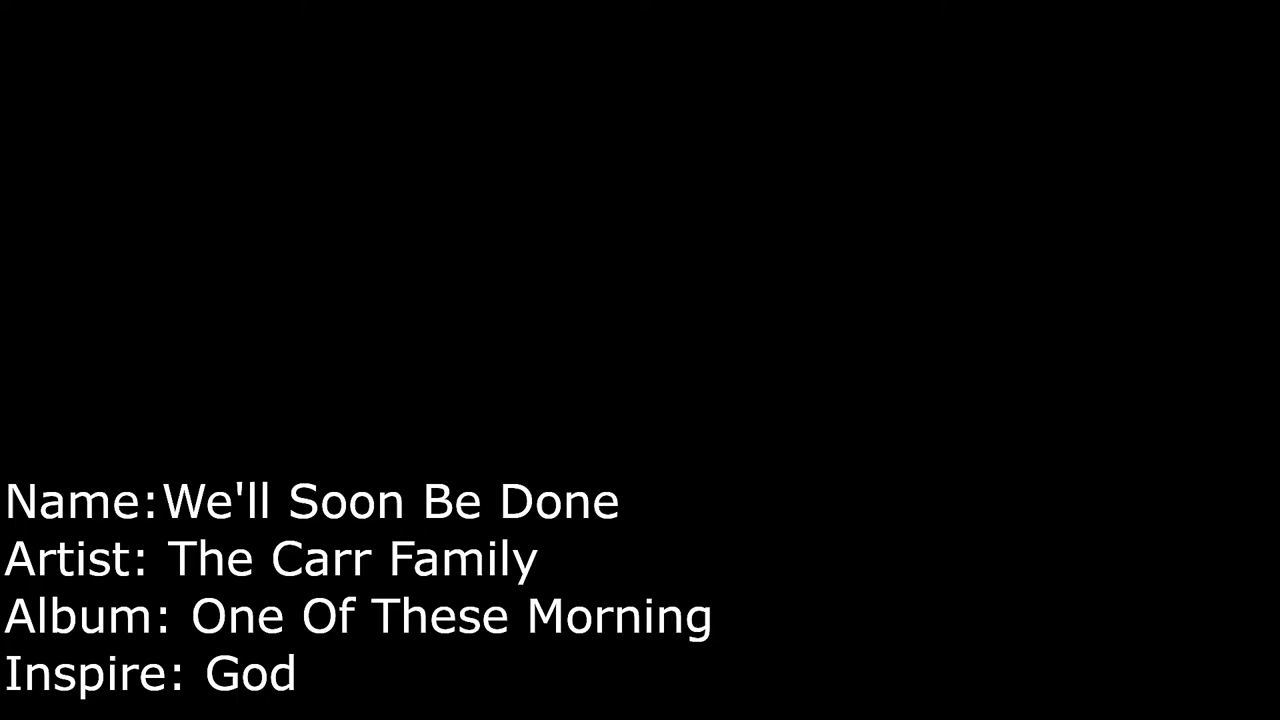 Name:We'll Soon Be Done
Artist: The Carr Family
Album: One Of These Morning
Inspire: God